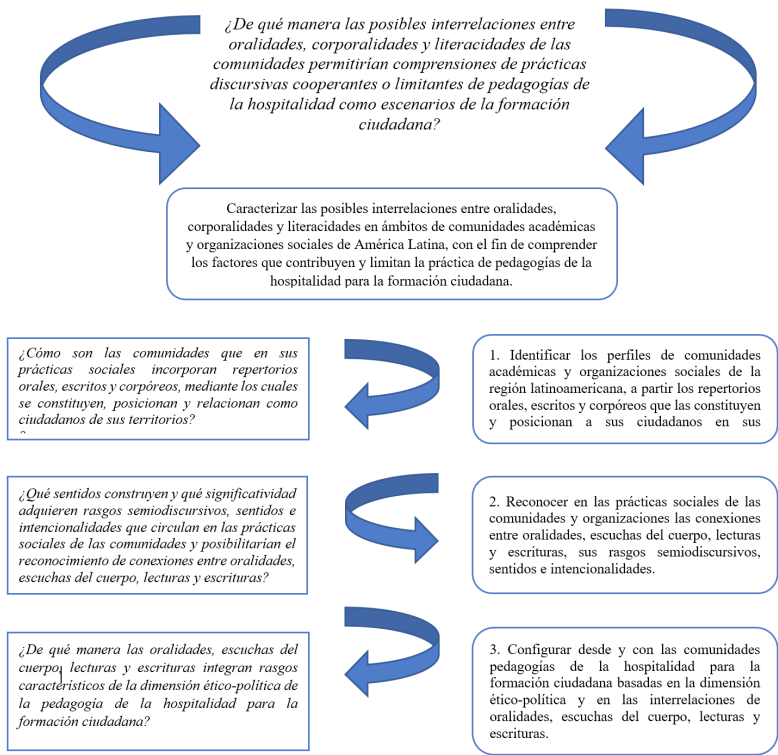 ¿De qué manera las posibles interrelaciones entre
oralidades, corporalidades y literacidades de las
comunidades permitirían comprensiones de prácticas
discursivas cooperantes o limitantes de pedagogías de
la hospitalidad como escenarios de la formación
ciudadana?
Caracterizar las posibles interrelaciones entre oralidades,
corporalidades y literacidades en ámbitos de comunidades académicas
y organizaciones sociales de América Latina, con el fin de comprender
los factores que contribuyen y limitan la práctica de pedagogías de la
hospitalidad para la formación ciudadana.
¿Cómo son las comunidades que en sus
prácticas sociales incorporan repertorios
orales, escritos y corpóreos, mediante los cuales
se constituyen, posicionan y relacionan como
ciudadanos de sus territorios?
1. Identificar los perfiles de comunidades
académicas y organizaciones sociales de la
región latinoamericana, a partir los repertorios
orales, escritos y corpóreos que las constituyen
y posicionan a sus ciudadanos en sus
¿Qué sentidos construyen y qué significatividad
adquieren rasgos semiodiscursivos, sentidos e
intencionalidades que circulan en las prácticas
sociales de las comunidades y posibilitarían el
reconocimiento de conexiones entre oralidades,
escuchas del cuerpo, lecturas y escrituras?
2. Reconocer en las prácticas sociales de las
comunidades y organizaciones las conexiones
entre oralidades, escuchas del cuerpo, lecturas
y escrituras, sus rasgos semiodiscursivos,
sentidos e intencionalidades.
¿De qué manera las oralidades, escuchas del
cuerpo, lecturas y escrituras integran rasgos
característicos de la dimensión ético-política de
la pedagogía de la hospitalidad para la
formación ciudadana?
3. Configurar desde y con las comunidades
pedagogías de la hospitalidad para la
formación ciudadana basadas en la dimensión
ético-política y en las interrelaciones de
oralidades, escuchas del cuerpo, lecturas y
escrituras.